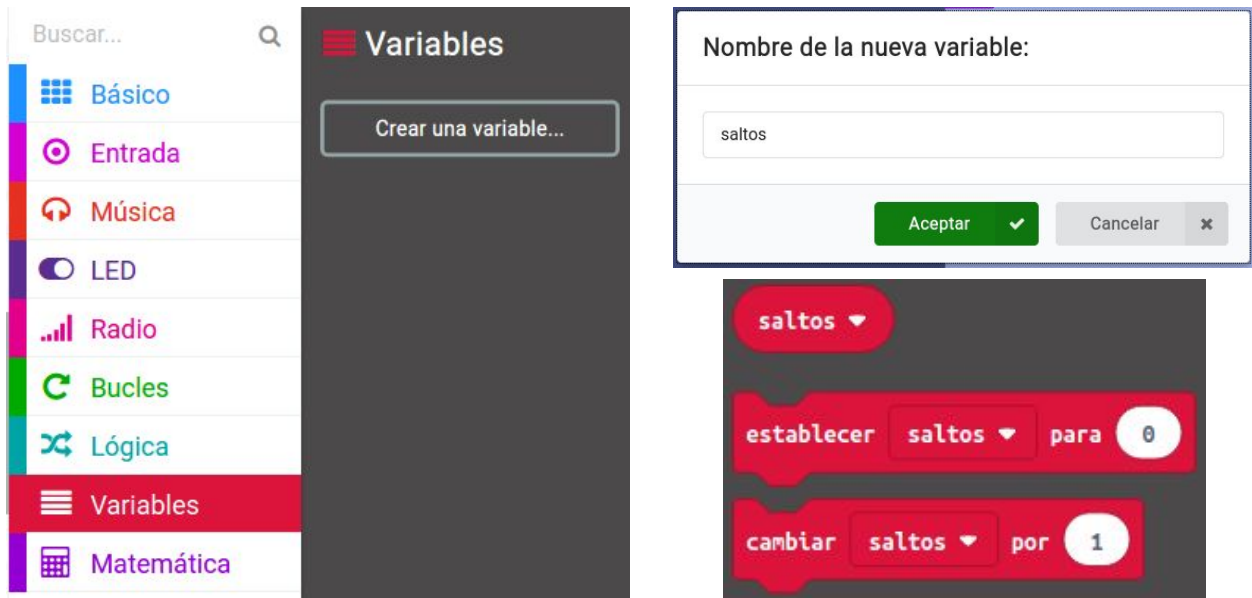 Buscar...
Básico
Entrada
Música
LED
Radio
Bucles
Lógica
Variables
Matemática
Variables
Crear una variable...
Nombre de la nueva variable:
saltos
Aceptar
Cancelar
saltos
establecer saltos para 0
cambiar saltos por 1